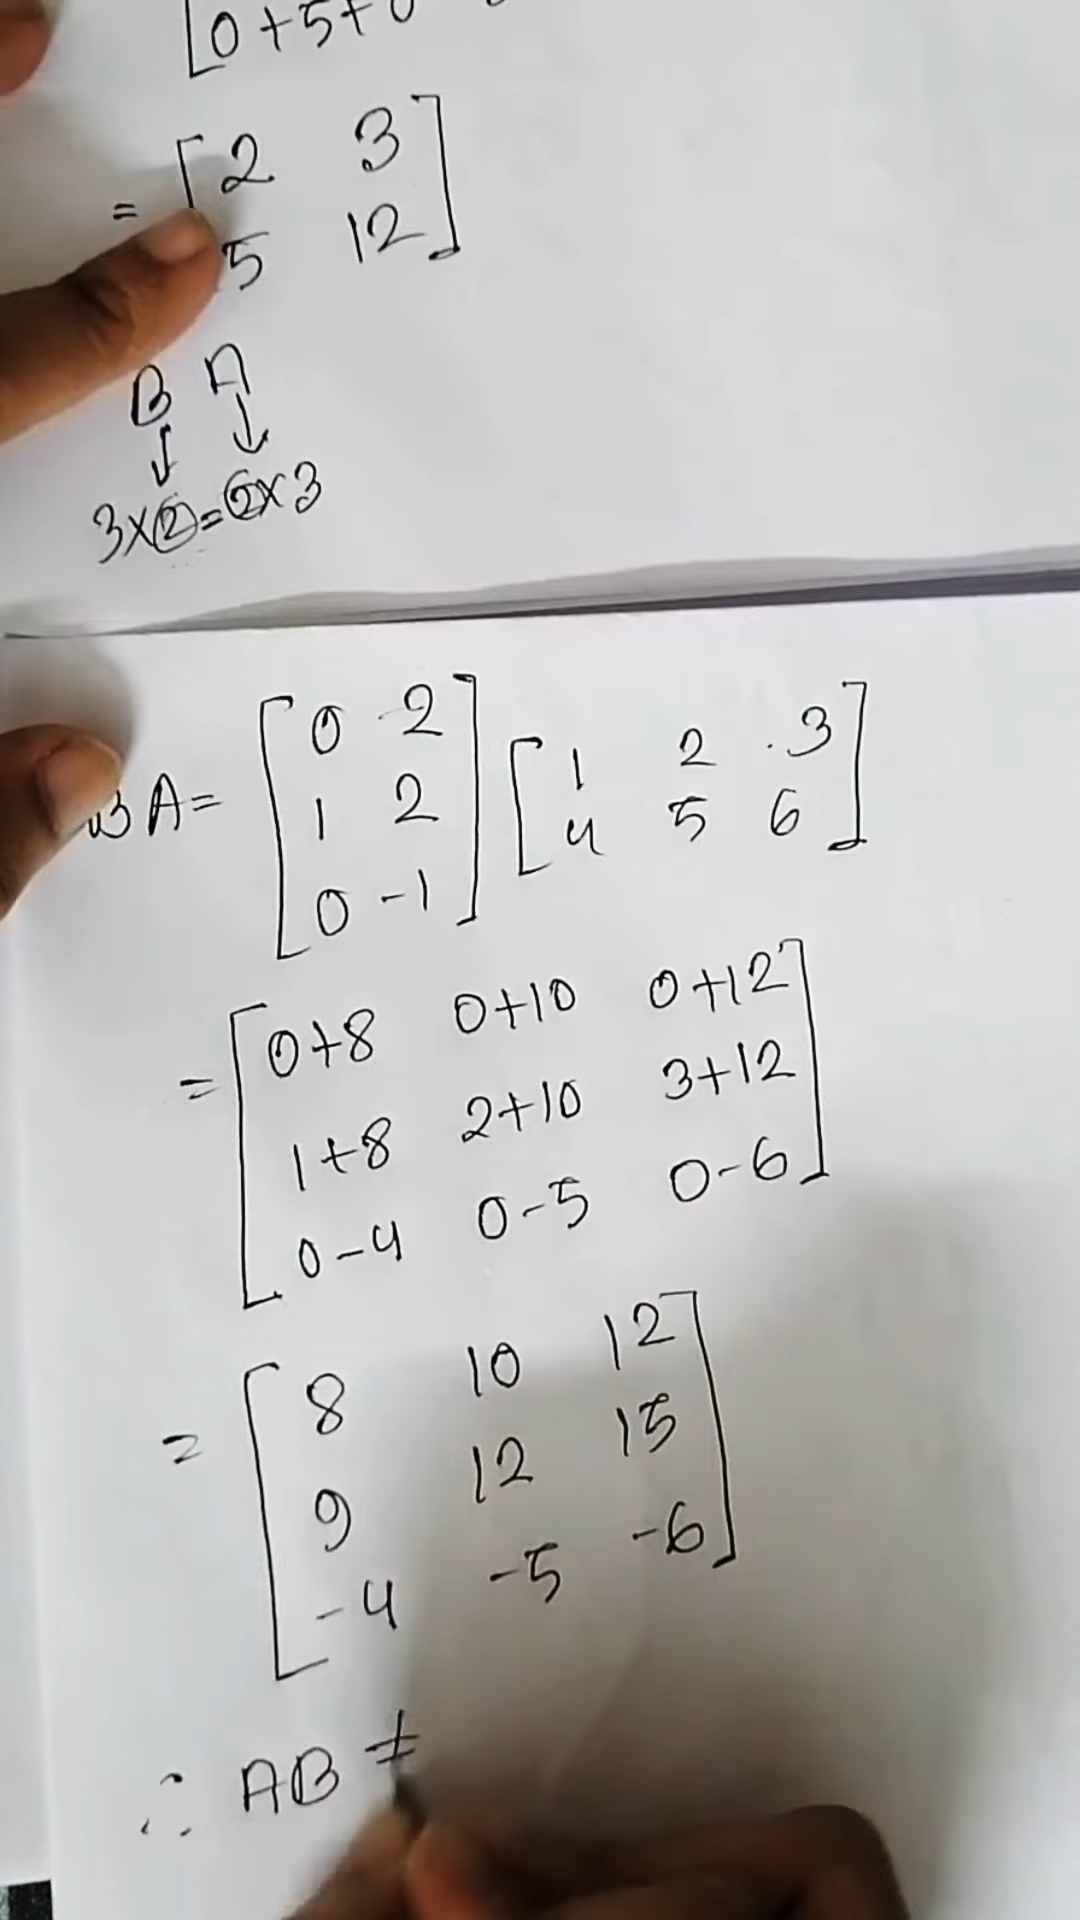 [0+5+0
= [2 3
5 12]
B A
↓ ↓
3×2=2×3
BA= [0 2
1 2
0 -1] [1 2 3
4 5 6]
= [0+8 0+10 0+12
1+8 2+10 3+12
0-4 0-5 0-6]
= [8 10 12
9 12 15
-4 -5 -6]
∴ AB ≠